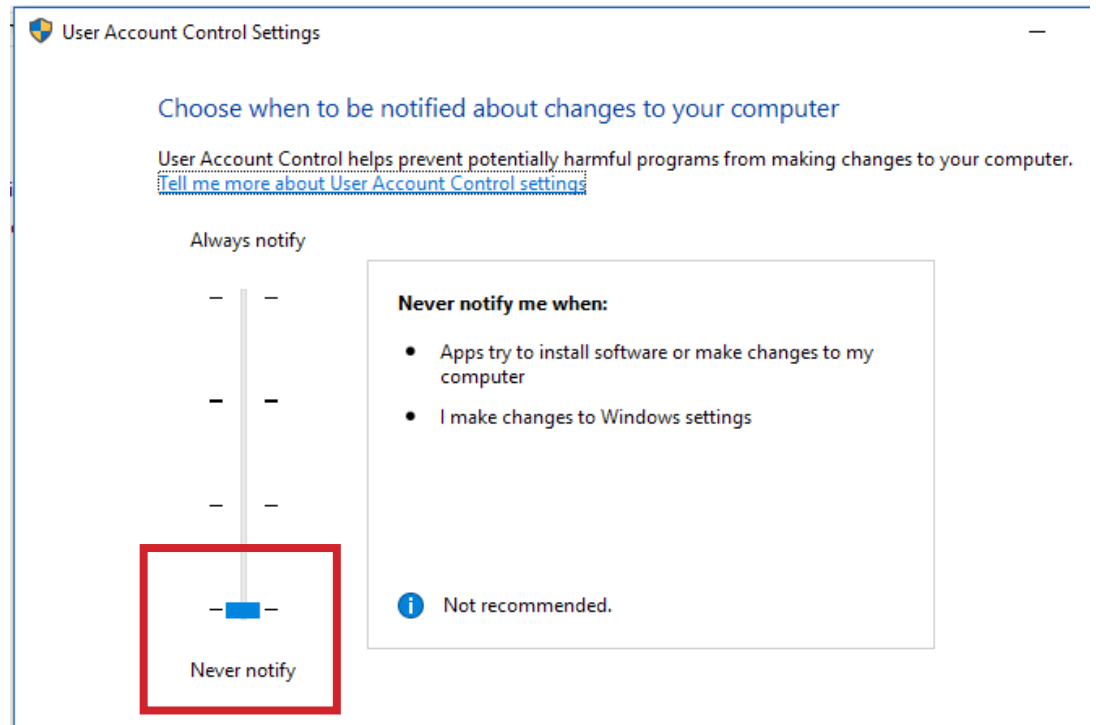 User Account Control Settings
Choose when to be notified about changes to your computer
User Account Control helps prevent potentially harmful programs from making changes to your computer.
Tell me more about User Account Control settings
Always notify
Never notify me when:
Apps try to install software or make changes to my
computer
I make changes to Windows settings
Not recommended.
Never notify